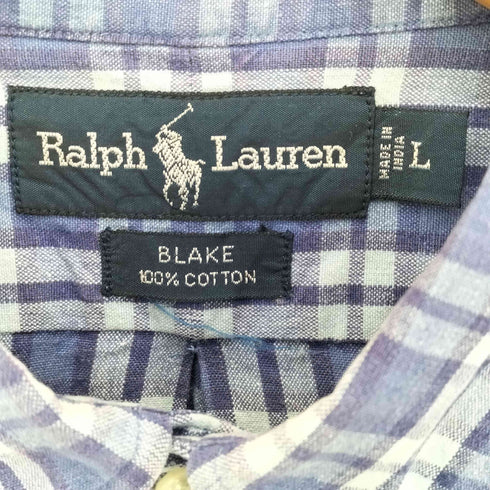 Ralph Lauren
MADE IN
INDIA
L
BLAKE
100% COTTON